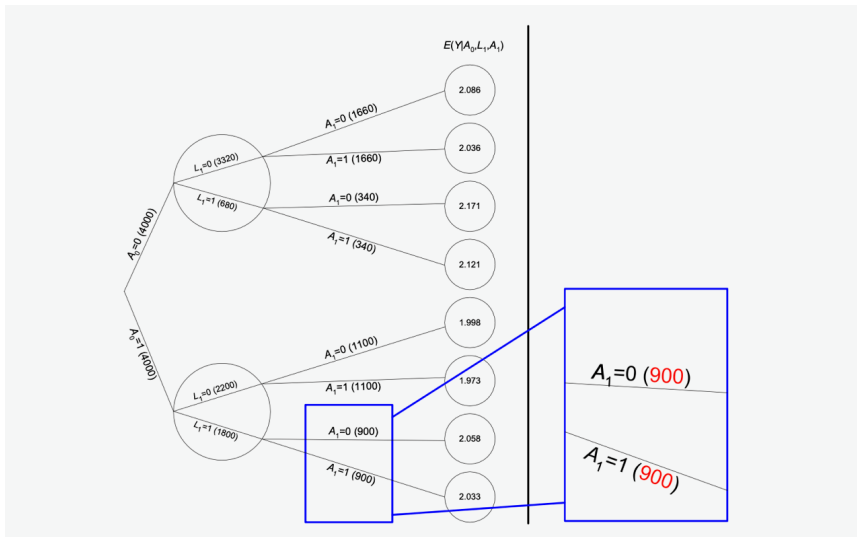 E(Y|A₀,L₁,A₁)
2.086
A₁=0 (1660)
2.036
L₁=0 (3320)
A₁=1 (1660)
A₁=0 (340)
L₁=1 (680)
2.171
A₀=0 (4000)
A₁=1 (340)
2.121
1.998
A₁=0 (1100)
A₀=1 (4000)
L₁=0 (2200)
1.973
A₁=1 (1100)
A₁=0 (900)
L₁=1 (1800)
2.058
A₁=1 (900)
2.033
A₁=0 (900)
A₁=1 (900)